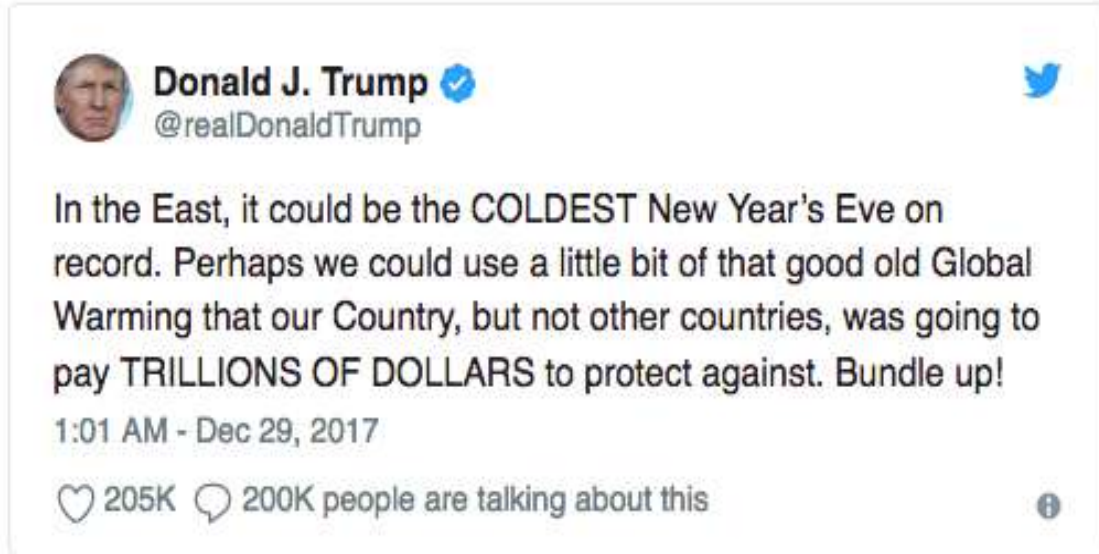 Donald J. Trump
@realDonaldTrump
In the East, it could be the COLDEST New Year's Eve on
record. Perhaps we could use a little bit of that good old Global
Warming that our Country, but not other countries, was going to
pay TRILLIONS OF DOLLARS to protect against. Bundle up!
1:01 AM - Dec 29, 2017
205K 200K people are talking about this